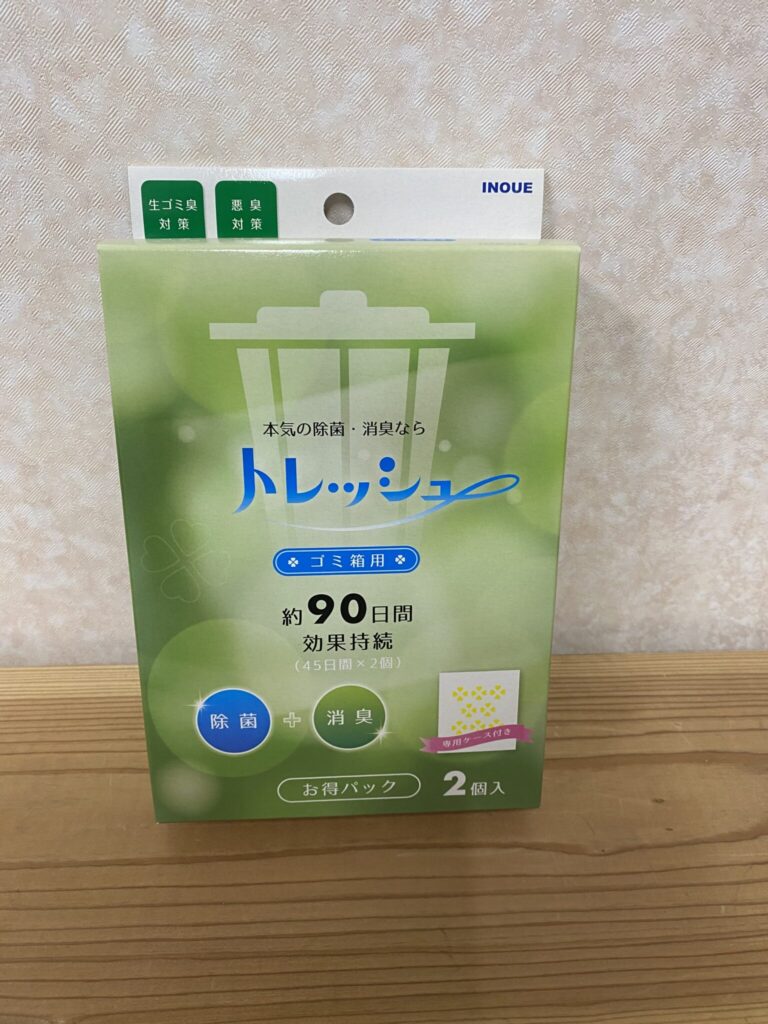 生ゴミ臭
対策
悪臭
対策
INOUE
本気の除菌・消臭なら
トレッシュ
ゴミ箱用
約90日間
効果持続
(45日間×2個)
除菌 + 消臭
専用ケース付き
お得パック
2個入